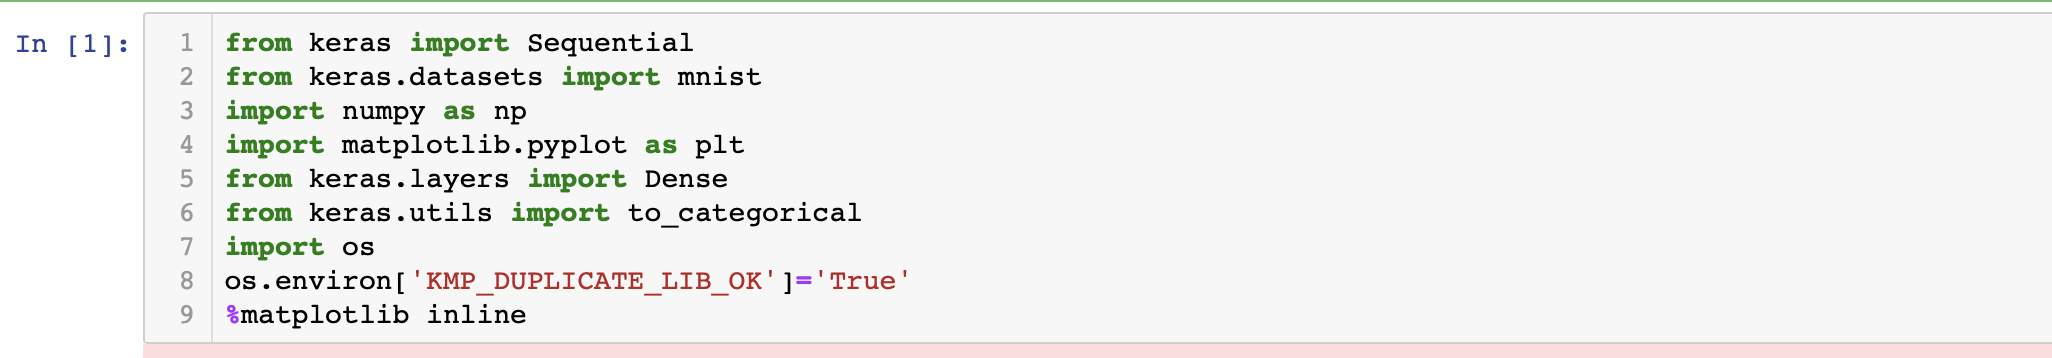 In [1]:
1 from keras import Sequential
2 from keras.datasets import mnist
3 import numpy as np
4 import matplotlib.pyplot as plt
5 from keras.layers import Dense
6 from keras.utils import to_categorical
7 import os
8 os.environ['KMP_DUPLICATE_LIB_OK']='True'
9 %matplotlib inline